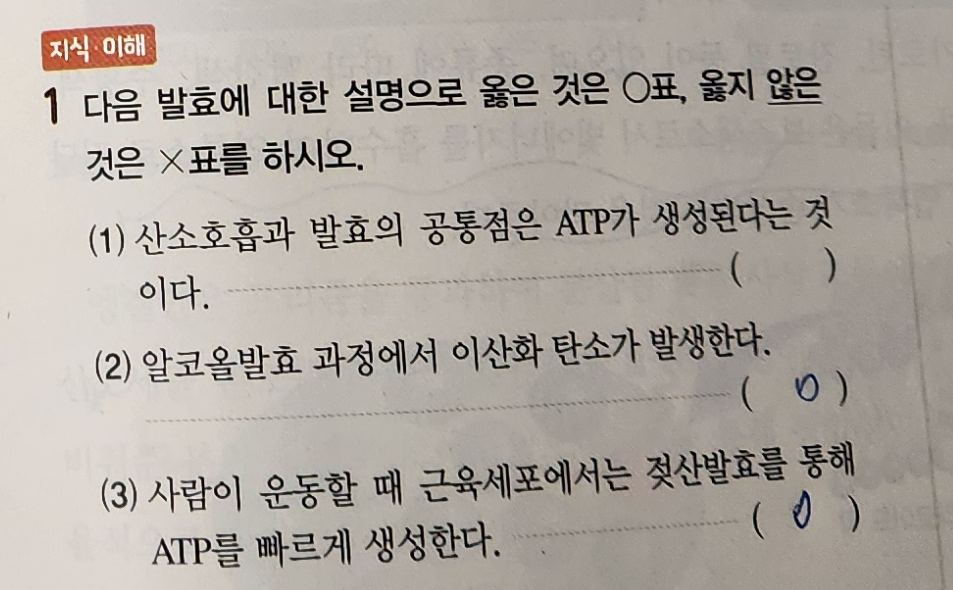 지식·이해
1 다음 발효에 대한 설명으로 옳은 것은 ○표, 옳지 않은
것은 ×표를 하시오.
(1) 산소호흡과 발효의 공통점은 ATP가 생성된다는 것
이다. ( )
(2) 알코올발효 과정에서 이산화 탄소가 발생한다.
( O )
(3) 사람이 운동할 때 근육세포에서는 젖산발효를 통해
ATP를 빠르게 생성한다. ( O )